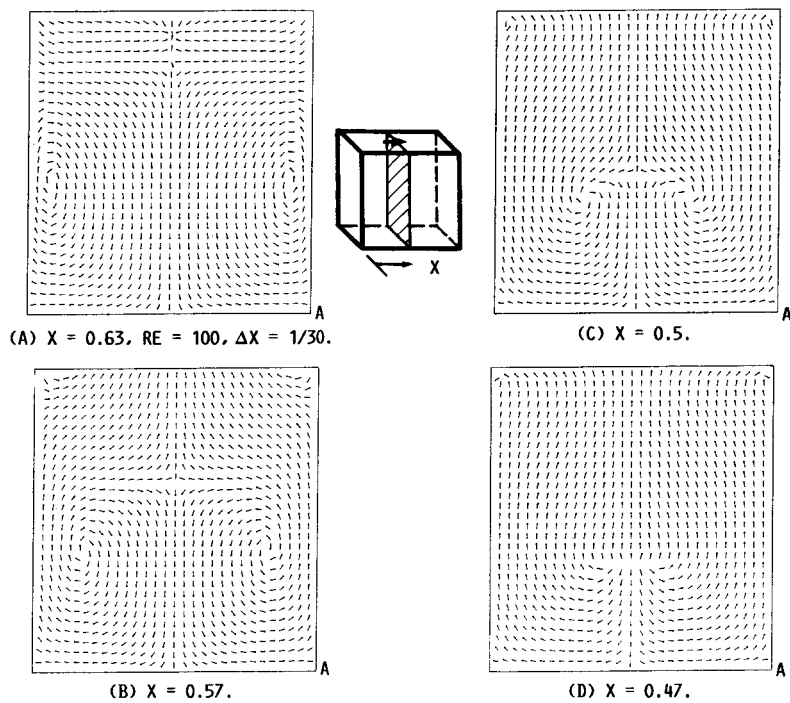 A
(A) X = 0.63, RE = 100, ΔX = 1/30.
X
A
(C) X = 0.5.
A
(B) X = 0.57.
A
(D) X = 0.47.